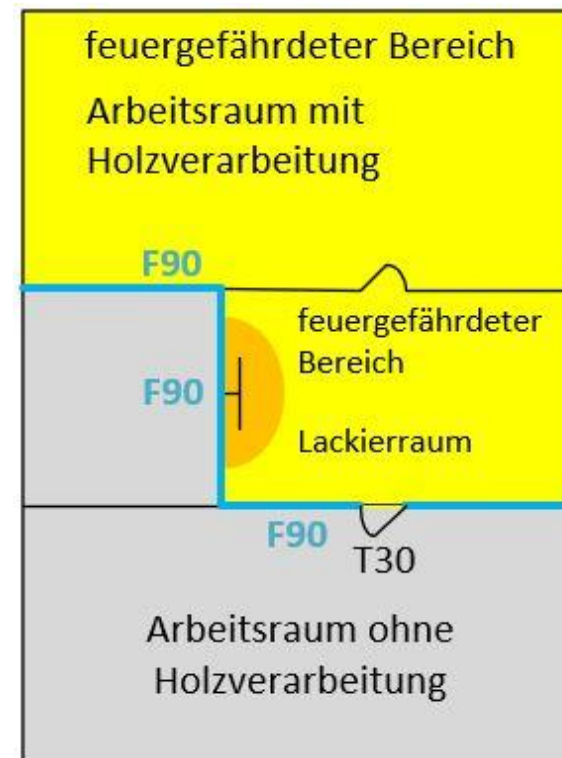 feuergefährdeter Bereich
Arbeitsraum mit
Holzverarbeitung
F90
feuergefährdeter
Bereich
F90
Lackierraum
F90
T30
Arbeitsraum ohne
Holzverarbeitung